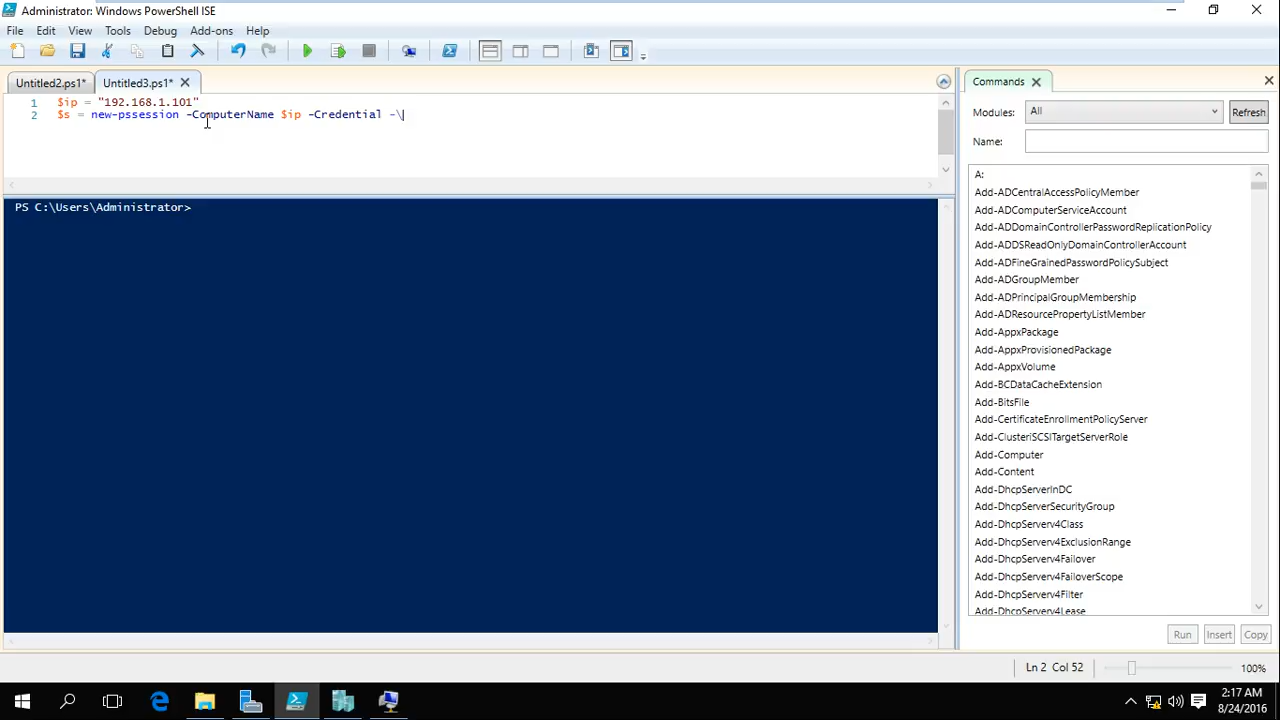 Administrator: Windows PowerShell ISE
File Edit View Tools Debug Add-ons Help
Untitled2.ps1* Untitled3.ps1*
1 $ip = "192.168.1.101"
2 $s = new-pssession -ComputerName $ip -Credential -\
PS C:\Users\Administrator>
Commands
Modules: All Refresh
Name:
A:
Add-ADCentralAccessPolicyMember
Add-ADComputerServiceAccount
Add-ADDomainControllerPasswordReplicationPolicy
Add-ADDSReadOnlyDomainControllerAccount
Add-ADFineGrainedPasswordPolicySubject
Add-ADGroupMember
Add-ADPrincipalGroupMembership
Add-ADResourcePropertyListMember
Add-AppxPackage
Add-AppxProvisionedPackage
Add-AppxVolume
Add-BCDataCacheExtension
Add-BitsFile
Add-CertificateEnrollmentPolicyServer
Add-ClusteriSCSITargetServerRole
Add-Computer
Add-Content
Add-DhcpServerInDC
Add-DhcpServerSecurityGroup
Add-DhcpServerv4Class
Add-DhcpServerv4ExclusionRange
Add-DhcpServerv4Failover
Add-DhcpServerv4FailoverScope
Add-DhcpServerv4Filter
Add-DhcpServerv4Lease
Run Insert Copy
Ln 2 Col 52 100%
2:17 AM
8/24/2016